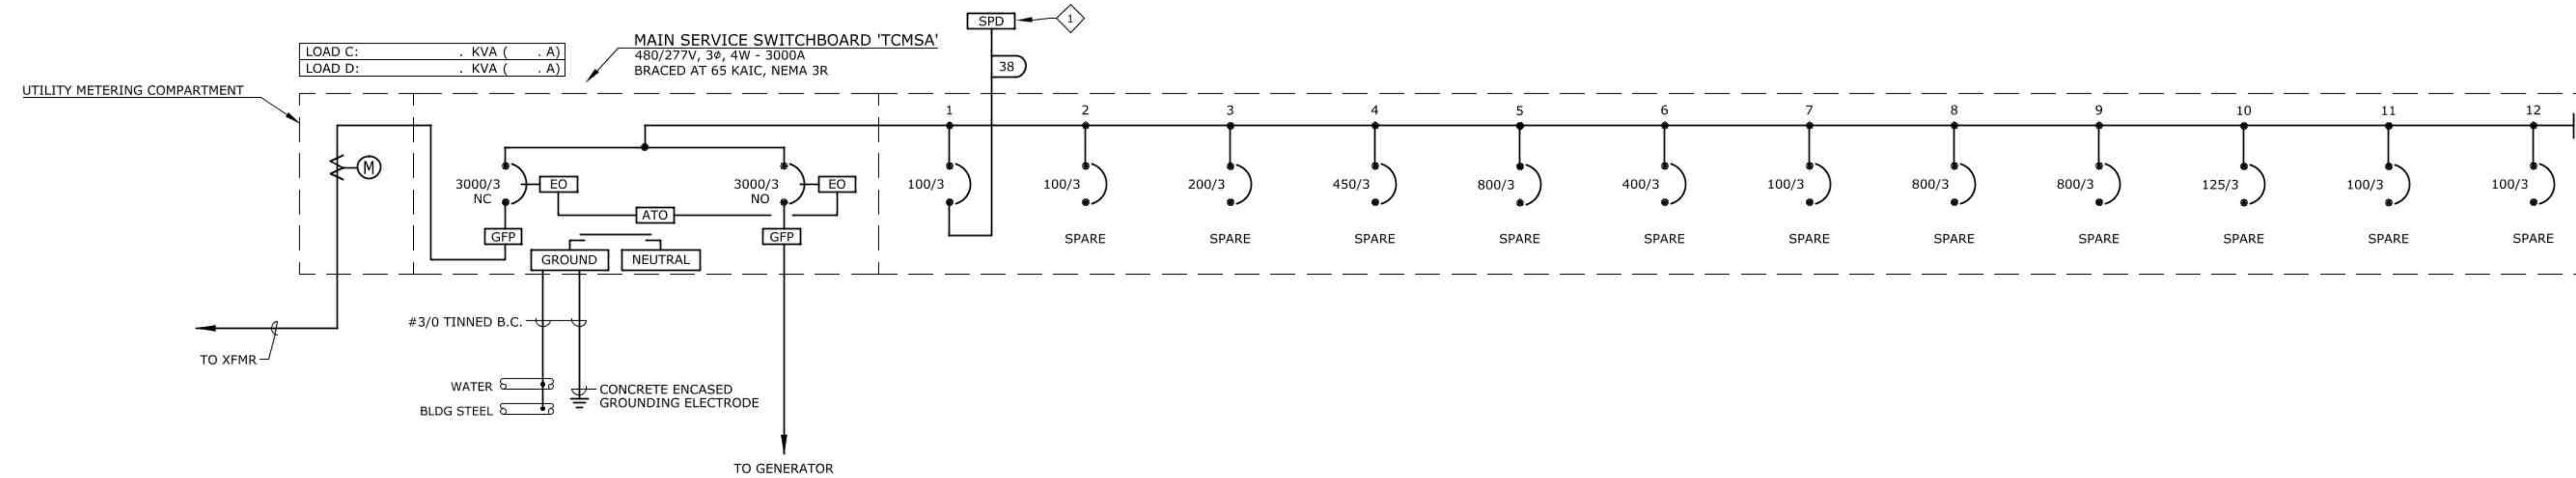 SPD
1
LOAD C: . KVA ( . A)
LOAD D: . KVA ( . A)
MAIN SERVICE SWITCHBOARD 'TCMSA'
480/277V, 3ø, 4W - 3000A
BRACED AT 65 KAIC, NEMA 3R
38
UTILITY METERING COMPARTMENT
1 2 3 4 5 6 7 8 9 10 11 12
M
3000/3
NC
EO
3000/3
NO
EO
100/3 100/3 200/3 450/3 800/3 400/3 100/3 800/3 800/3 125/3 100/3 100/3
ATO
GFP
GFP
SPARE SPARE SPARE SPARE SPARE SPARE SPARE SPARE SPARE SPARE SPARE
GROUND
NEUTRAL
#3/0 TINNED B.C.
TO XFMR
WATER
BLDG STEEL
CONCRETE ENCASED
GROUNDING ELECTRODE
TO GENERATOR